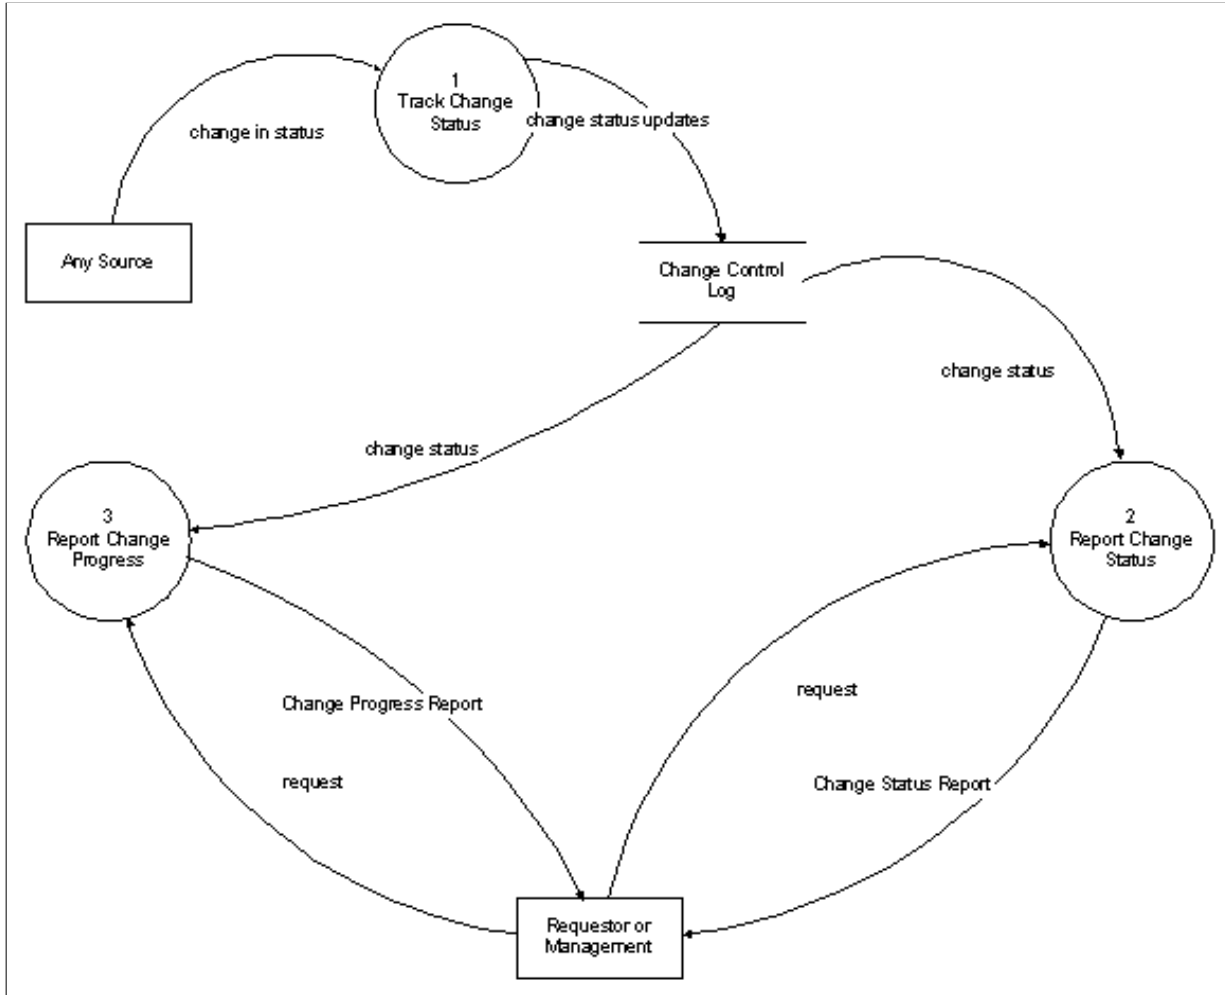 1
Track Change
Status
change in status
change status updates
Any Source
Change Control
Log
change status
change status
3
Report Change
Progress
2
Report Change
Status
Change Progress Report
request
request
Change Status Report
Requestor or
Management